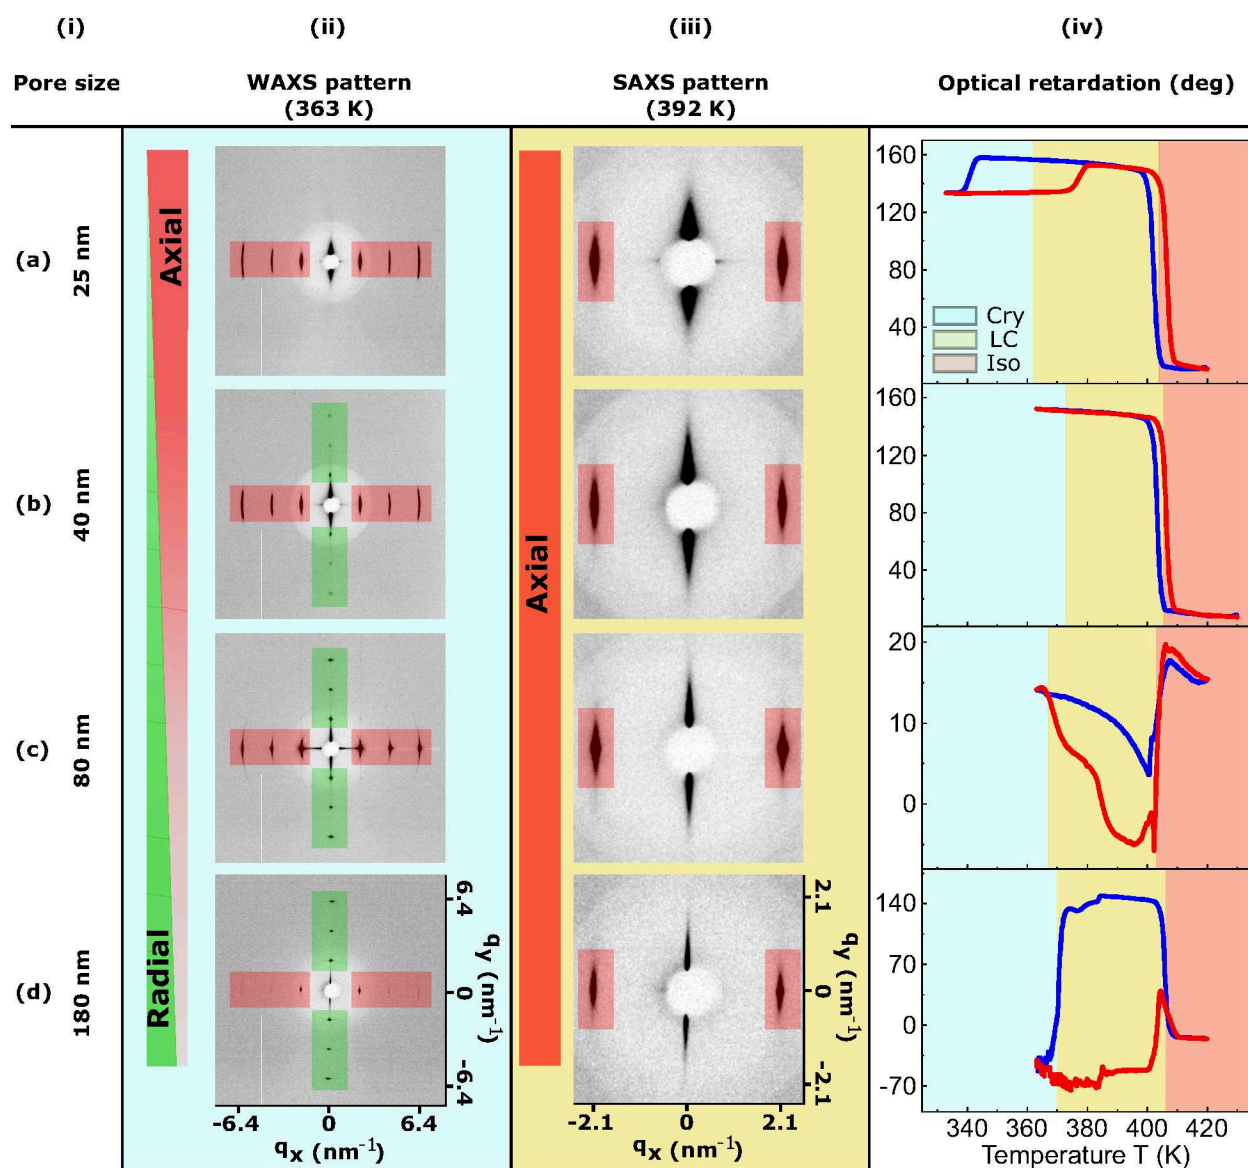 (i) (ii) (iii) (iv)
Pore size WAXS pattern SAXS pattern Optical retardation (deg)
(363 K) (392 K)
(a) 25 nm Axial
160
120
80
40
Cry
LC
Iso
(b) 40 nm
160
120
80
40
Axial
(c) 80 nm
20
10
0
(d) 180 nm Radial
6.4
0
-6.4
qy (nm-1)
2.1
0
-2.1
qy (nm-1)
140
70
0
-70
-6.4 0 6.4
qx (nm-1)
-2.1 0 2.1
qx (nm-1)
340 360 380 400 420
Temperature T (K)